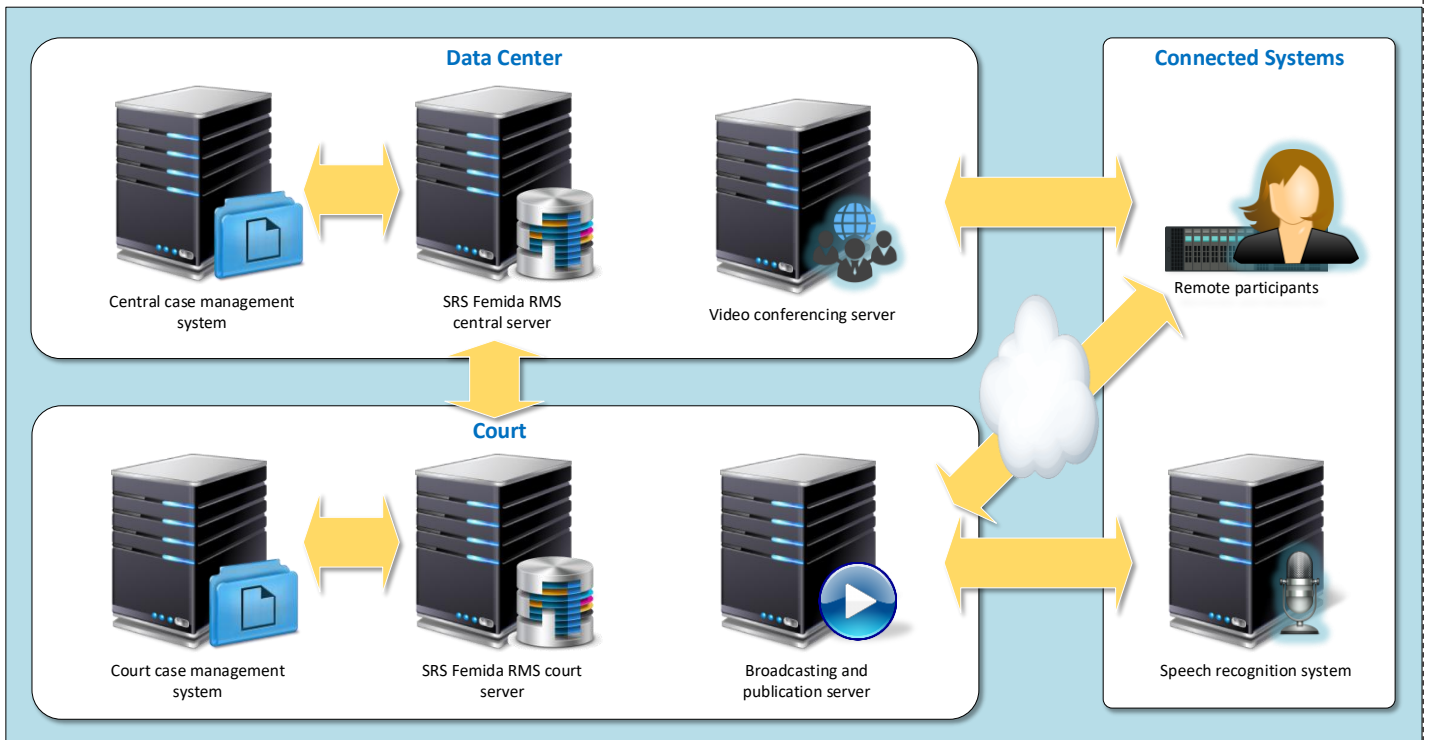 Data Center
Connected Systems
Central case management
system
SRS Femida RMS
central server
Video conferencing server
Remote participants
Court
Court case management
system
SRS Femida RMS court
server
Broadcasting and
publication server
Speech recognition system